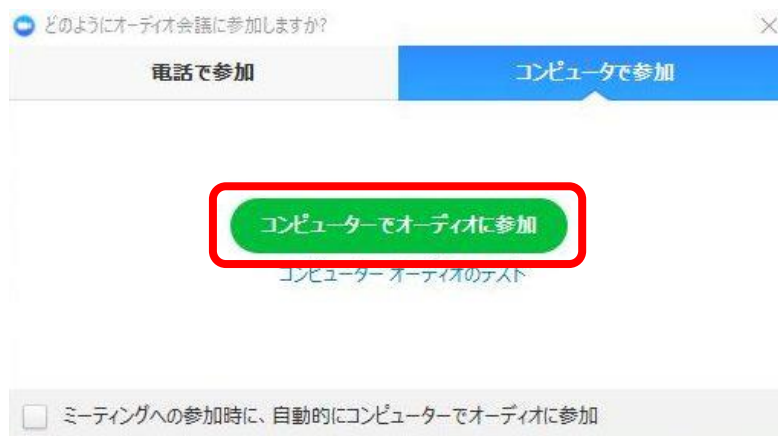 どのようにオーディオ会議に参加しますか?
電話で参加
コンピュータで参加
コンピューターでオーディオに参加
コンピューター オーディオのテスト
ミーティングへの参加時に、自動的にコンピューターでオーディオに参加